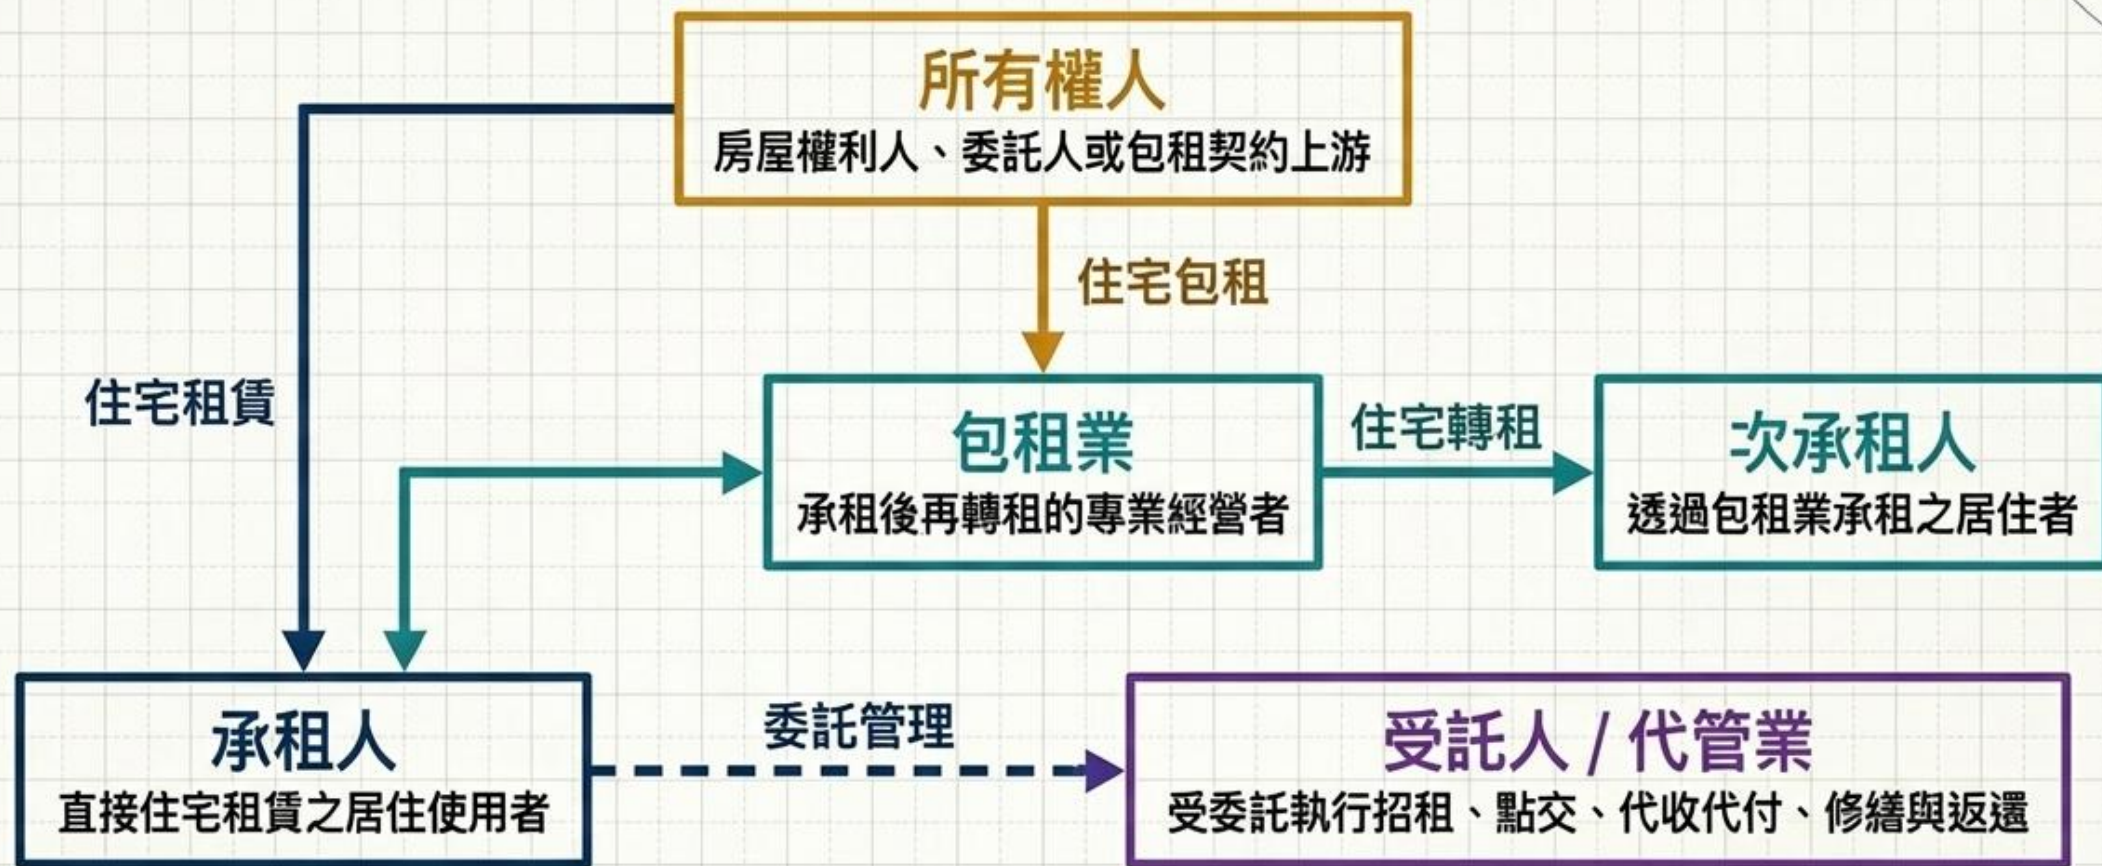 所有權人
房屋權利人、委託人或包租契約上游
住宅包租
住宅租賃
包租業
承租後再轉租的專業經營者
住宅轉租
次承租人
透過包租業承租之居住者
承租人
直接住宅租賃之居住使用者
委託管理
受託人 / 代管業
受委託執行招租、點交、代收代付、修繕與返還